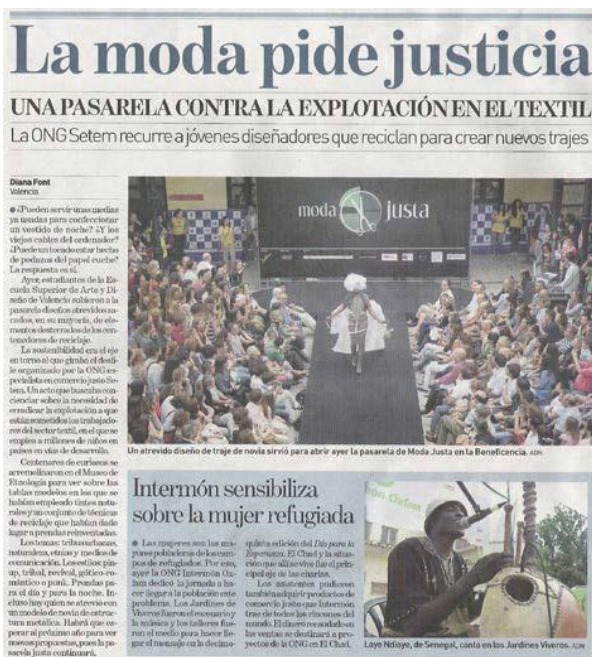 La moda pide justicia
UNA PASARELA CONTRA LA EXPLOTACIÓN EN EL TEXTIL
La ONG Setem recurre a jóvenes diseñadores que reciclan para crear nuevos trajes
Diana Font
Valencia
● ¿Pueden servir unas medias
ya usadas para confeccionar
un vestido de noche? ¿Y los
viejos cables del ordenador?
¿Puede un tocado estar hecho
de pedazos del papel cuché?
La respuesta es sí.
Ayer, estudiantes de la Es-
cuela Superior de Arte y Di-
seño de Valencia subieron a la
pasarela diseños atrevidos sa-
cados, en su mayoría, de ele-
mentos desterrados de los con-
tenedores de reciclaje.
La sostenibilidad era el eje
en torno al que giraba el desfi-
le organizado por la ONG es-
pecialista en comercio justo Se-
tem. Un acto que buscaba con-
cienciar sobre la necesidad de
erradicar la explotación a que
están sometidos los trabajado-
res del sector textil, en el que se
emplea a millones de niños en
países en vías de desarrollo.
Centenares de curiosos se
arremolinaron en el Museo de
Etnología para ver sobre las
tablas modelos en los que se
habían empleado tintes natu-
rales y un conjunto de técnicas
de reciclaje que habían dado
lugar a prendas reinventadas.
Los temas: tribus urbanas,
naturaleza, etnias y medios de
comunicación. Los estilos: pin-
up, tribal, revival, gótico-ro-
mántico o punk. Prendas pa-
ra el día y para la noche. In-
cluso hay quien se atrevió con
un modelo de novia de estruc-
tura metálica. Habrá que es-
perar al próximo año para ver
nuevas propuestas, pues la pa-
sarela justa continuará.
moda justa
Un atrevido diseño de traje de novia sirvió para abrir ayer la pasarela de Moda Justa en la Beneficencia. ADN
Intermón sensibiliza
sobre la mujer refugiada
● Las mujeres son las ma-
yores pobladoras de los cam-
pos de refugiados. Por eso,
ayer la ONG Intermón Ox-
fam dedicó la jornada a ha-
cer llegar a la población este
problema. Los Jardines de
Viveros fueron el escenario y
la música y los talleres fue-
ron el medio para hacer lle-
gar el mensaje en la decimo-
quinta edición del Día para la
Esperanza. El Chad y la situa-
ción que allí se vive fue el prin-
cipal eje de las charlas.
Los asistentes pudieron
también adquirir productos de
comercio justo que Intermón
trae de todos los rincones del
mundo. El dinero recaudado en
las ventas se destinará a pro-
yectos de la ONG en El Chad.
Laye Ndiaye, de Senegal, canta en los Jardines Viveros. ADN